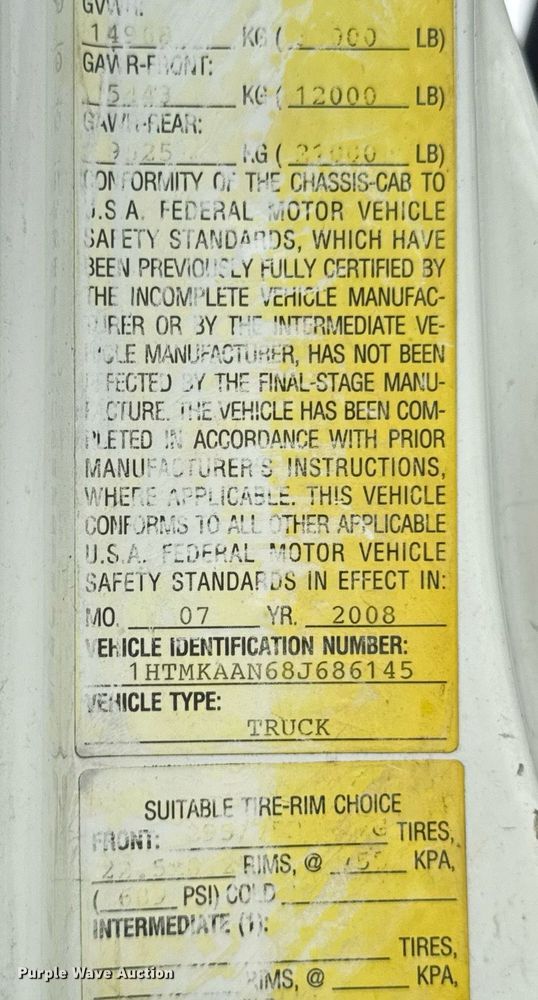 GVWR:
KG ( 000 LB)
GAWR-FRONT:
KG ( 12000 LB)
GAWR-REAR:
KG ( 21000 LB)
CONFORMITY OF THE CHASSIS-CAB TO
U.S.A. FEDERAL MOTOR VEHICLE
SAFETY STANDARDS, WHICH HAVE
BEEN PREVIOUSLY FULLY CERTIFIED BY
THE INCOMPLETE VEHICLE MANUFAC-
TURER OR BY THE INTERMEDIATE VE-
HICLE MANUFACTURER, HAS NOT BEEN
AFFECTED BY THE FINAL-STAGE MANU-
FACTURE. THE VEHICLE HAS BEEN COM-
PLETED IN ACCORDANCE WITH PRIOR
MANUFACTURER'S INSTRUCTIONS,
WHERE APPLICABLE. THIS VEHICLE
CONFORMS TO ALL OTHER APPLICABLE
U.S.A. FEDERAL MOTOR VEHICLE
SAFETY STANDARDS IN EFFECT IN:
MO. 07 YR. 2008
VEHICLE IDENTIFICATION NUMBER:
1HTMKAAN68J686145
VEHICLE TYPE:
TRUCK
SUITABLE TIRE-RIM CHOICE
FRONT: TIRES,
RIMS, @ KPA,
( PSI) COLD
INTERMEDIATE (1):
TIRES,
RIMS, @ KPA,
Purple Wave Auction